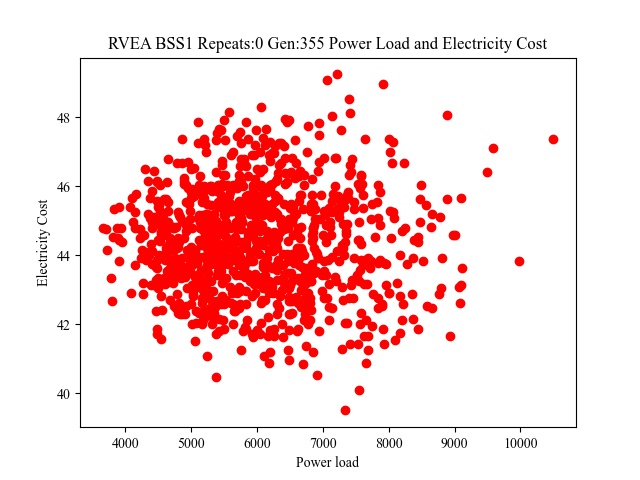 RVEA BSS1 Repeats:0 Gen:355 Power Load and Electricity Cost
48
46
44
42
40
Electricity Cost
4000 5000 6000 7000 8000 9000 10000
Power load